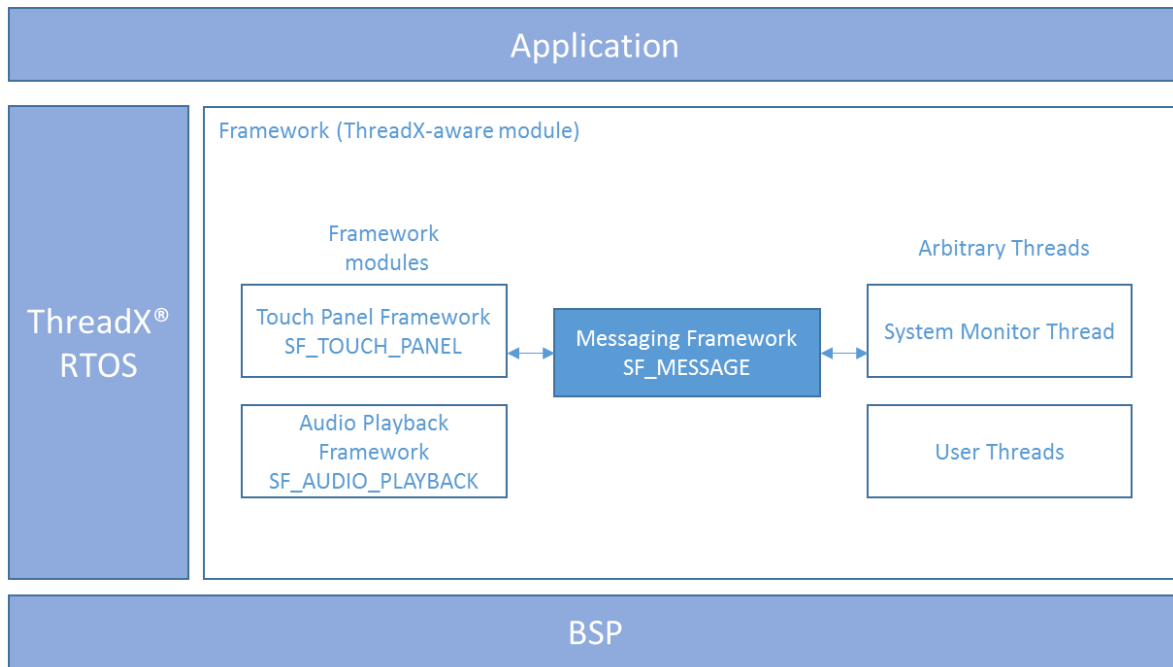 Application
ThreadX®
RTOS
Framework (ThreadX-aware module)
Framework
modules
Touch Panel Framework
SF_TOUCH_PANEL
Audio Playback
Framework
SF_AUDIO_PLAYBACK
Messaging Framework
SF_MESSAGE
Arbitrary Threads
System Monitor Thread
User Threads
BSP